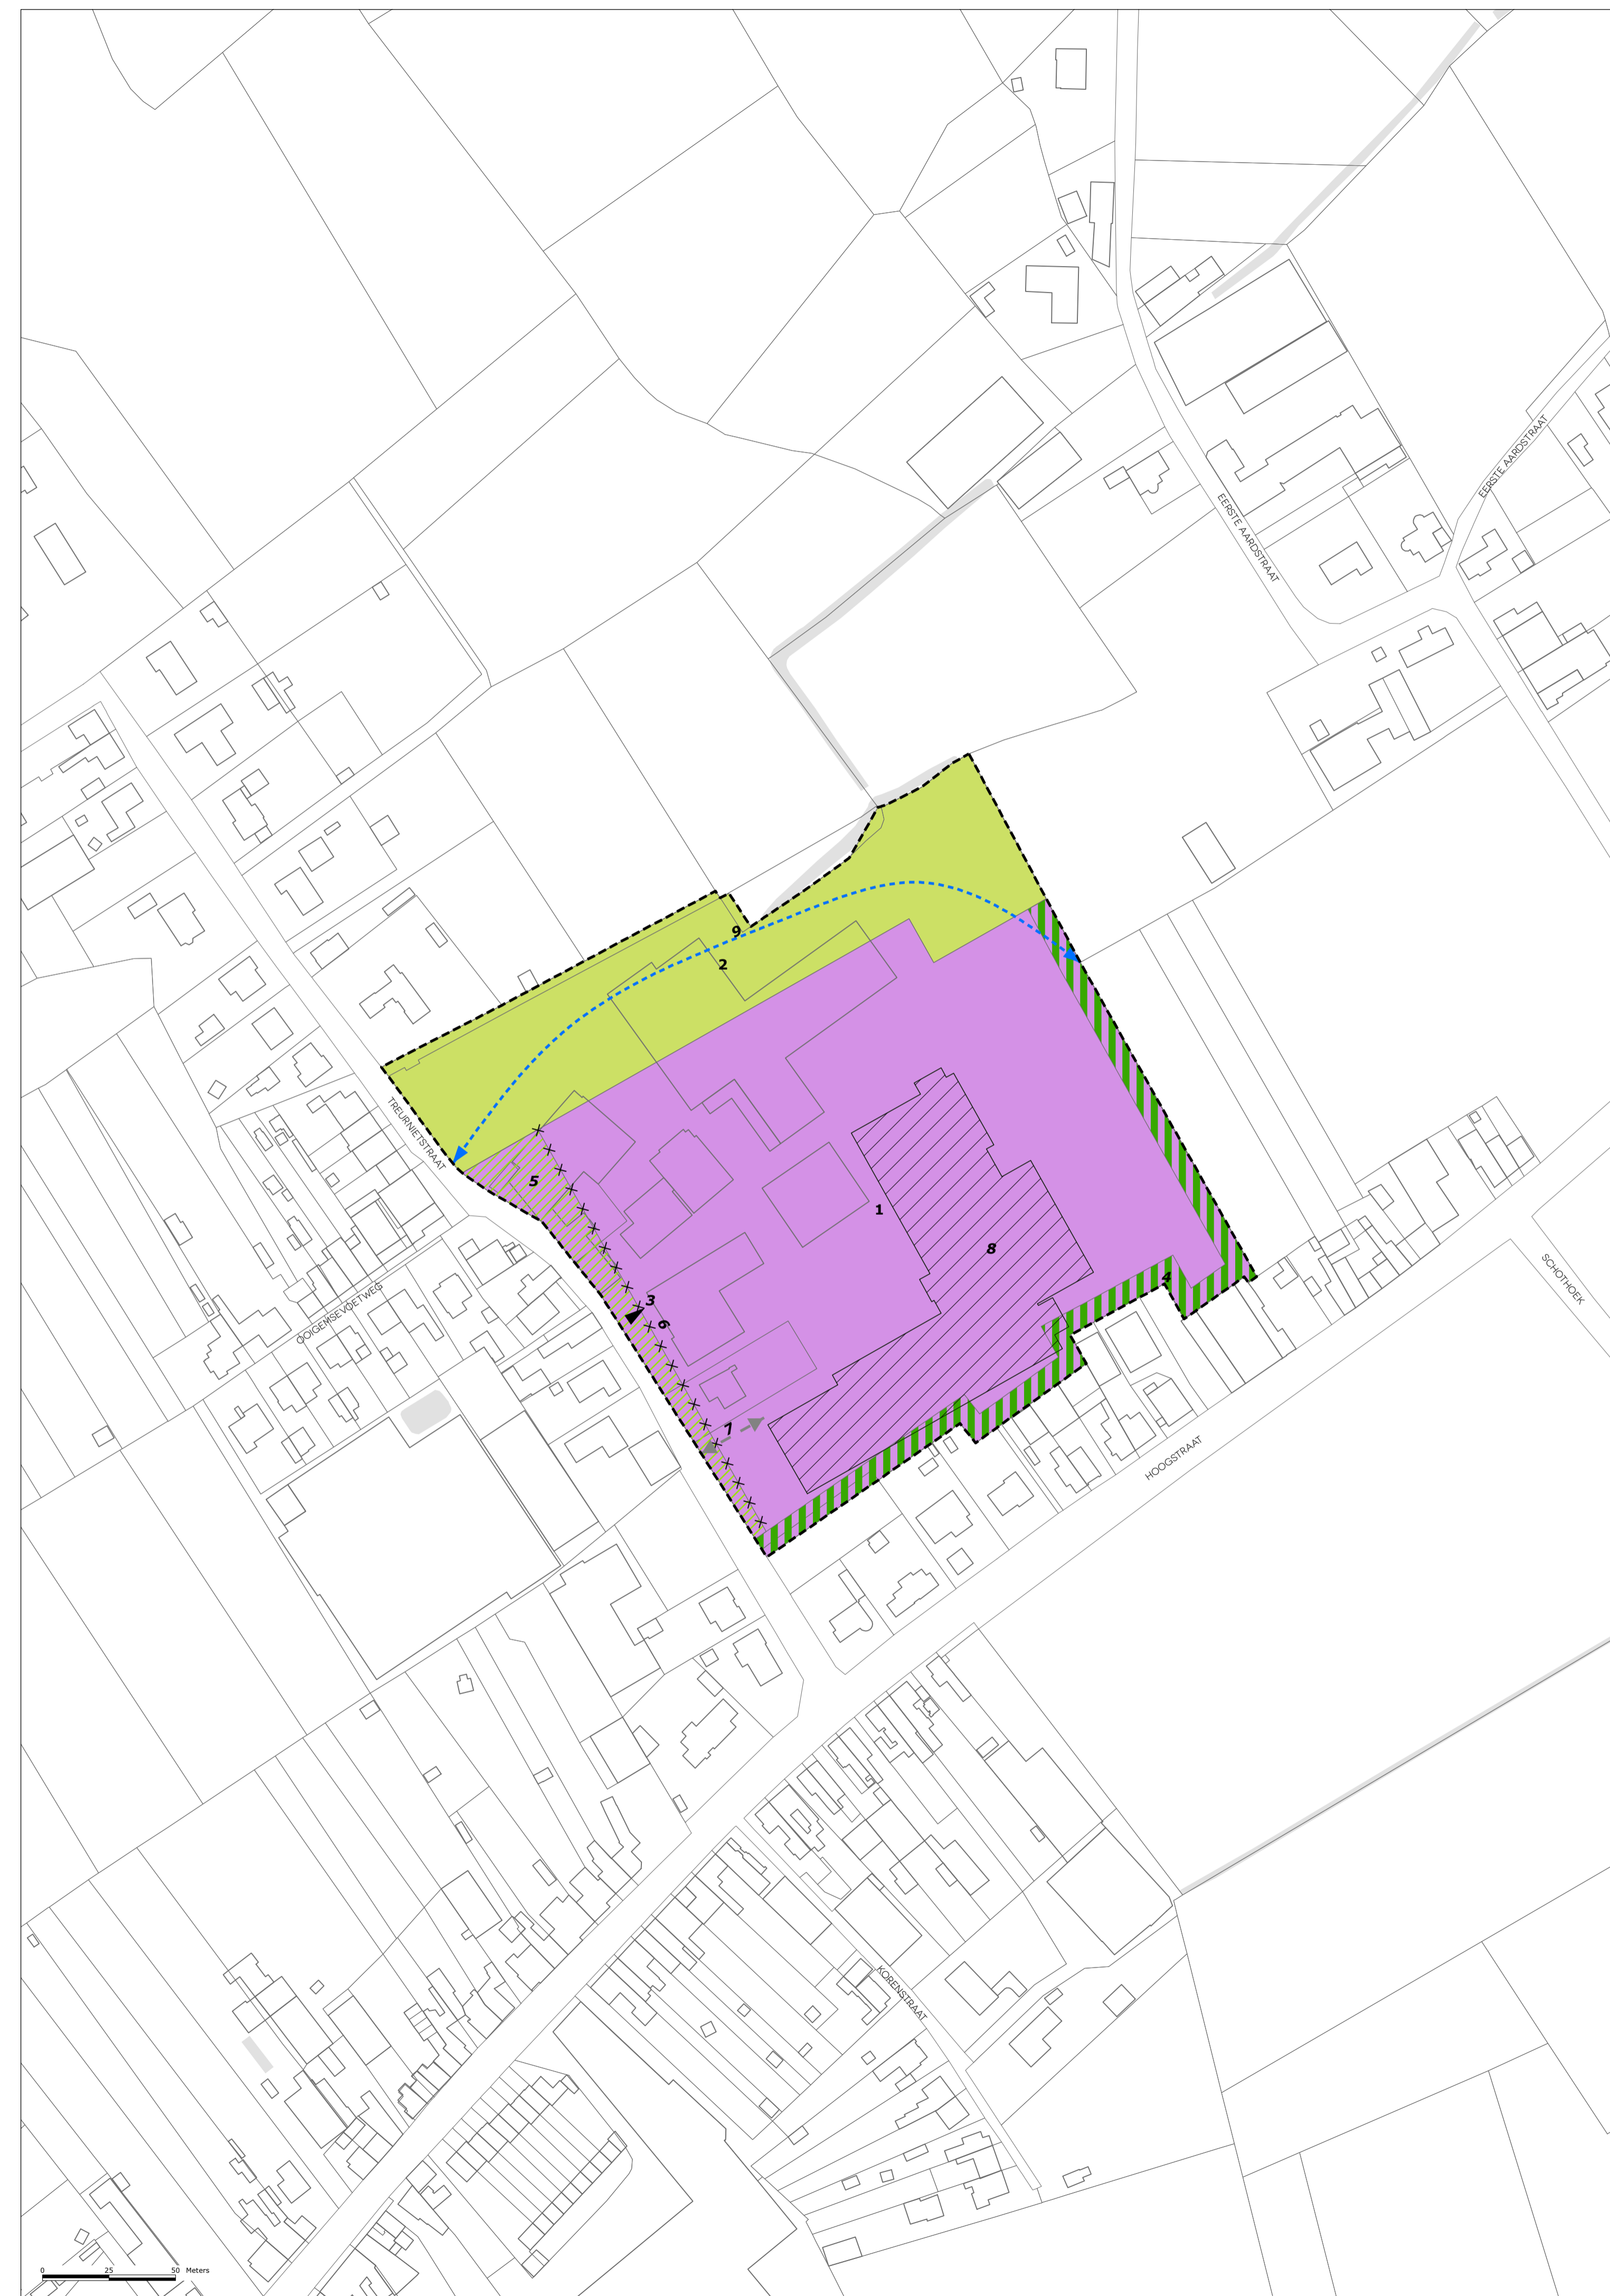 EERSTE AARDSTRAAT
EERSTE AARDSTRAAT
9
2
TREURNIETSTRAAT
5
1
8
4
SCHOTHOEK
OOIGEMSEVOETWEG
3
6
7
HOOGSTRAAT
KORENSTRAAT
0 25 50 Meters